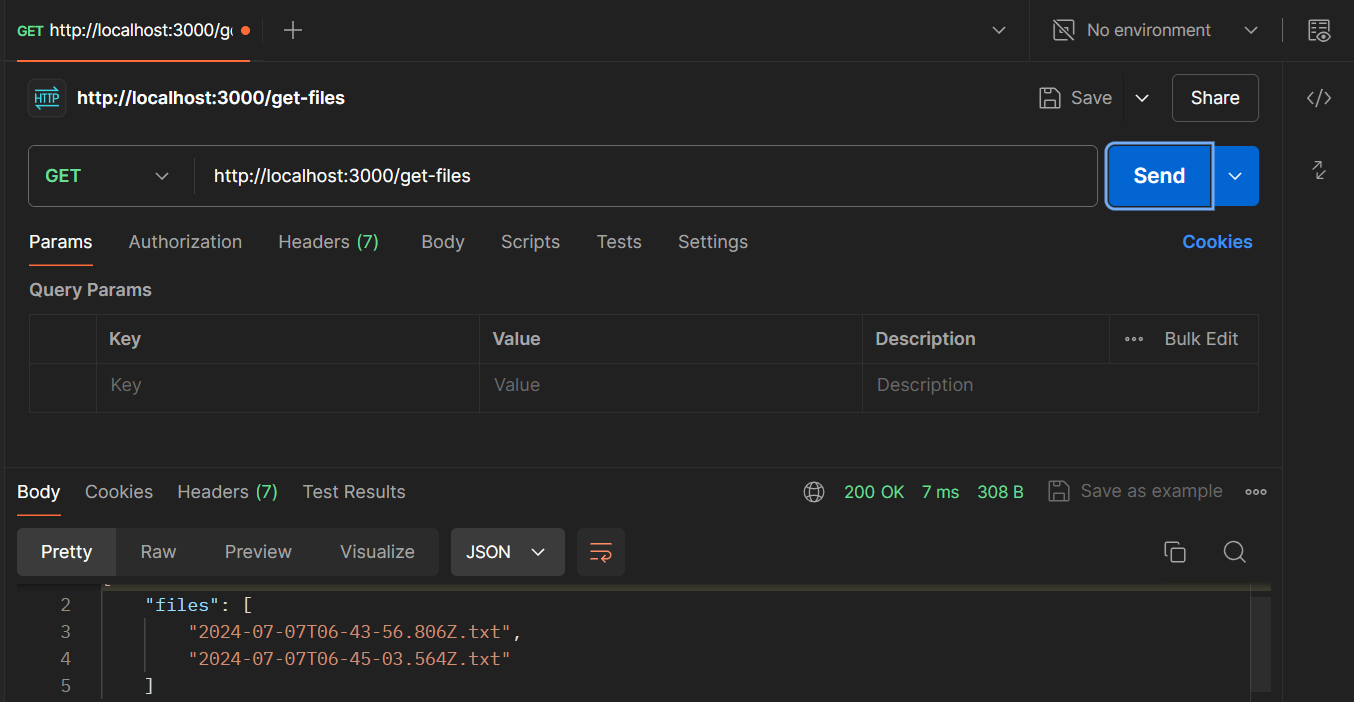 GET http://localhost:3000/g
No environment
HTTP http://localhost:3000/get-files
Save
Share
GET
http://localhost:3000/get-files
Send
Params Authorization Headers (7) Body Scripts Tests Settings Cookies
Query Params
Key Value Description Bulk Edit
Key Value Description
Body Cookies Headers (7) Test Results 200 OK 7 ms 308 B Save as example
Pretty Raw Preview Visualize JSON
2 "files": [
3 "2024-07-07T06-43-56.806Z.txt",
4 "2024-07-07T06-45-03.564Z.txt"
5 ]